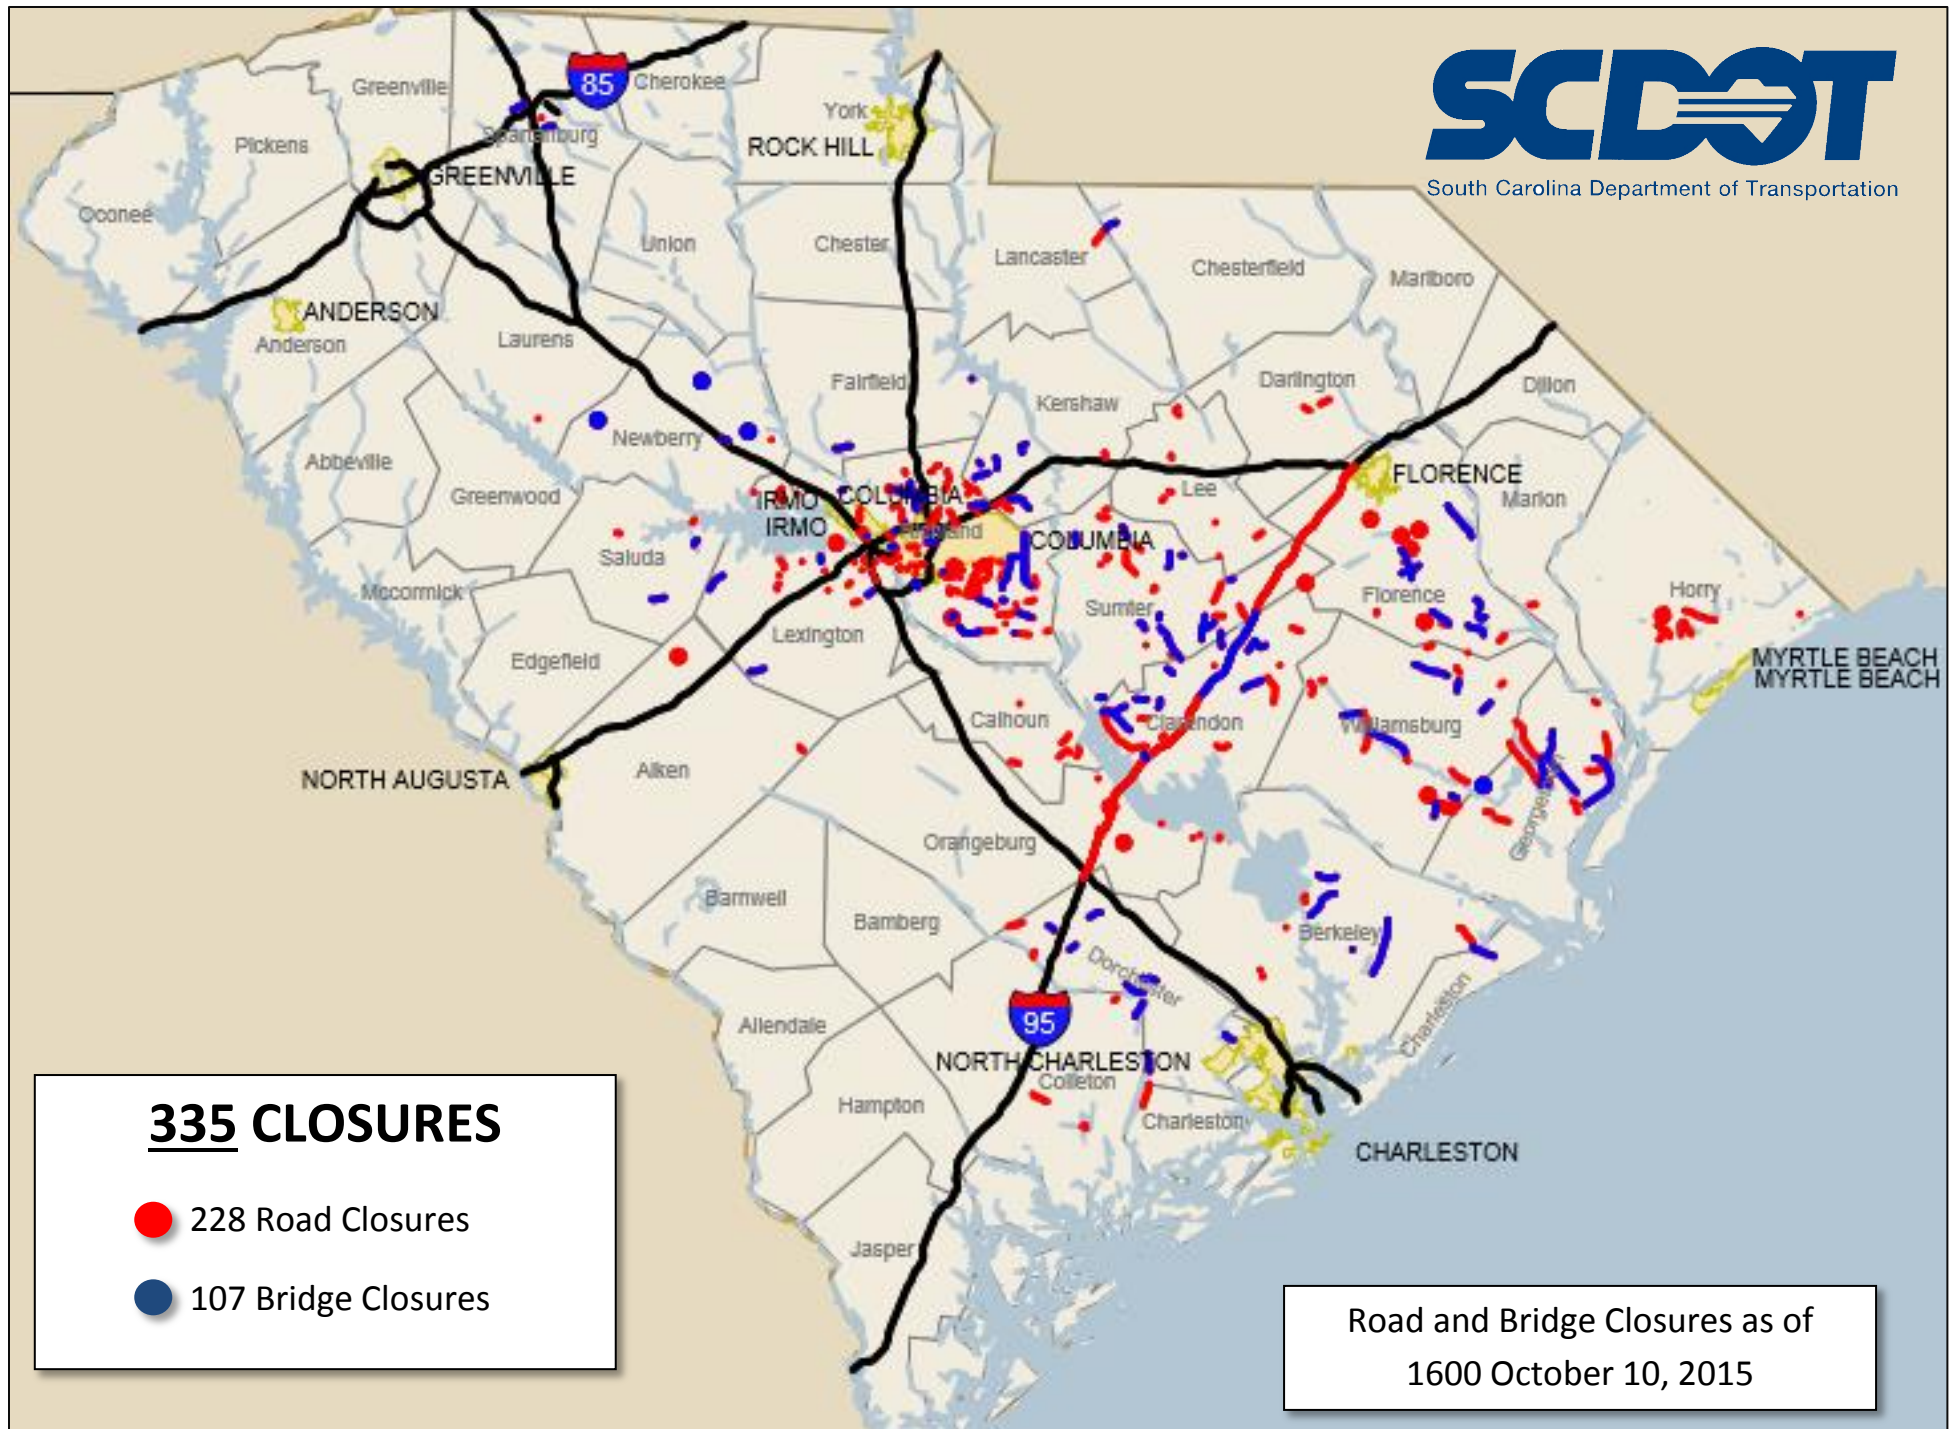 SCDOT
South Carolina Department of Transportation
85
Cherokee
Greenville
York
ROCK HILL
Spartanburg
Pickens
GREENVILLE
Oconee
Union
Chester
Lancaster
Chesterfield
Marlboro
ANDERSON
Anderson
Laurens
Fairfield
Kershaw
Darlington
Dillon
Newberry
Abbeville
Greenwood
IRMO
IRMO
COLUMBIA
Richland
COLUMBIA
Lee
FLORENCE
Marion
Saluda
Mccormick
Lexington
Sumter
Florence
Horry
Edgefield
MYRTLE BEACH
MYRTLE BEACH
Calhoun
Clarendon
Williamsburg
NORTH AUGUSTA
Aiken
Orangeburg
Georgetown
Barnwell
Bamberg
Berkeley
Dorchester
Allendale
95
Charleston
NORTH CHARLESTON
Colleton
Hampton
Charleston
CHARLESTON
Jasper
335 CLOSURES
228 Road Closures
107 Bridge Closures
Road and Bridge Closures as of
1600 October 10, 2015